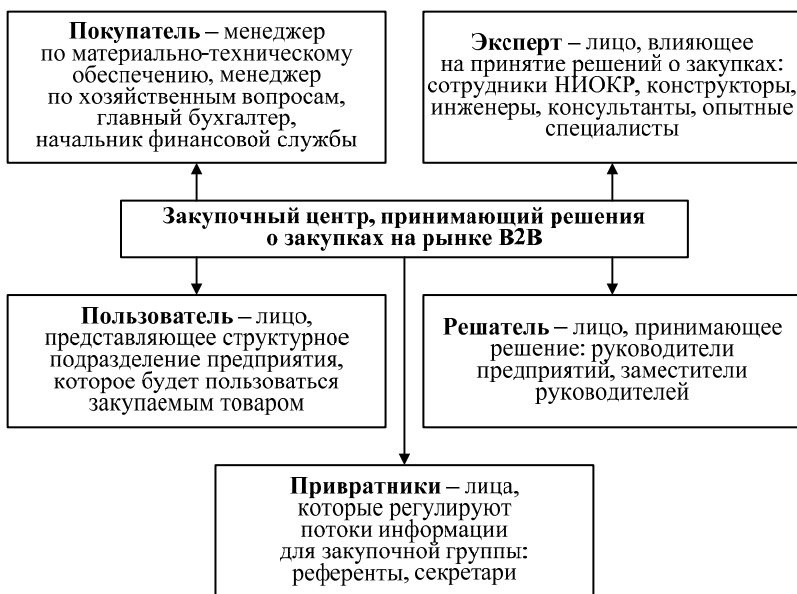 Покупатель – менеджер
по материально-техническому
обеспечению, менеджер
по хозяйственным вопросам,
главный бухгалтер,
начальник финансовой службы
Эксперт – лицо, влияющее
на принятие решений о закупках:
сотрудники НИОКР, конструкторы,
инженеры, консультанты, опытные
специалисты
Закупочный центр, принимающий решения
о закупках на рынке B2B
Пользователь – лицо,
представляющее структурное
подразделение предприятия,
которое будет пользоваться
закупаемым товаром
Решатель – лицо, принимающее
решение: руководители
предприятий, заместители
руководителей
Привратники – лица,
которые регулируют
потоки информации
для закупочной группы:
референты, секретари